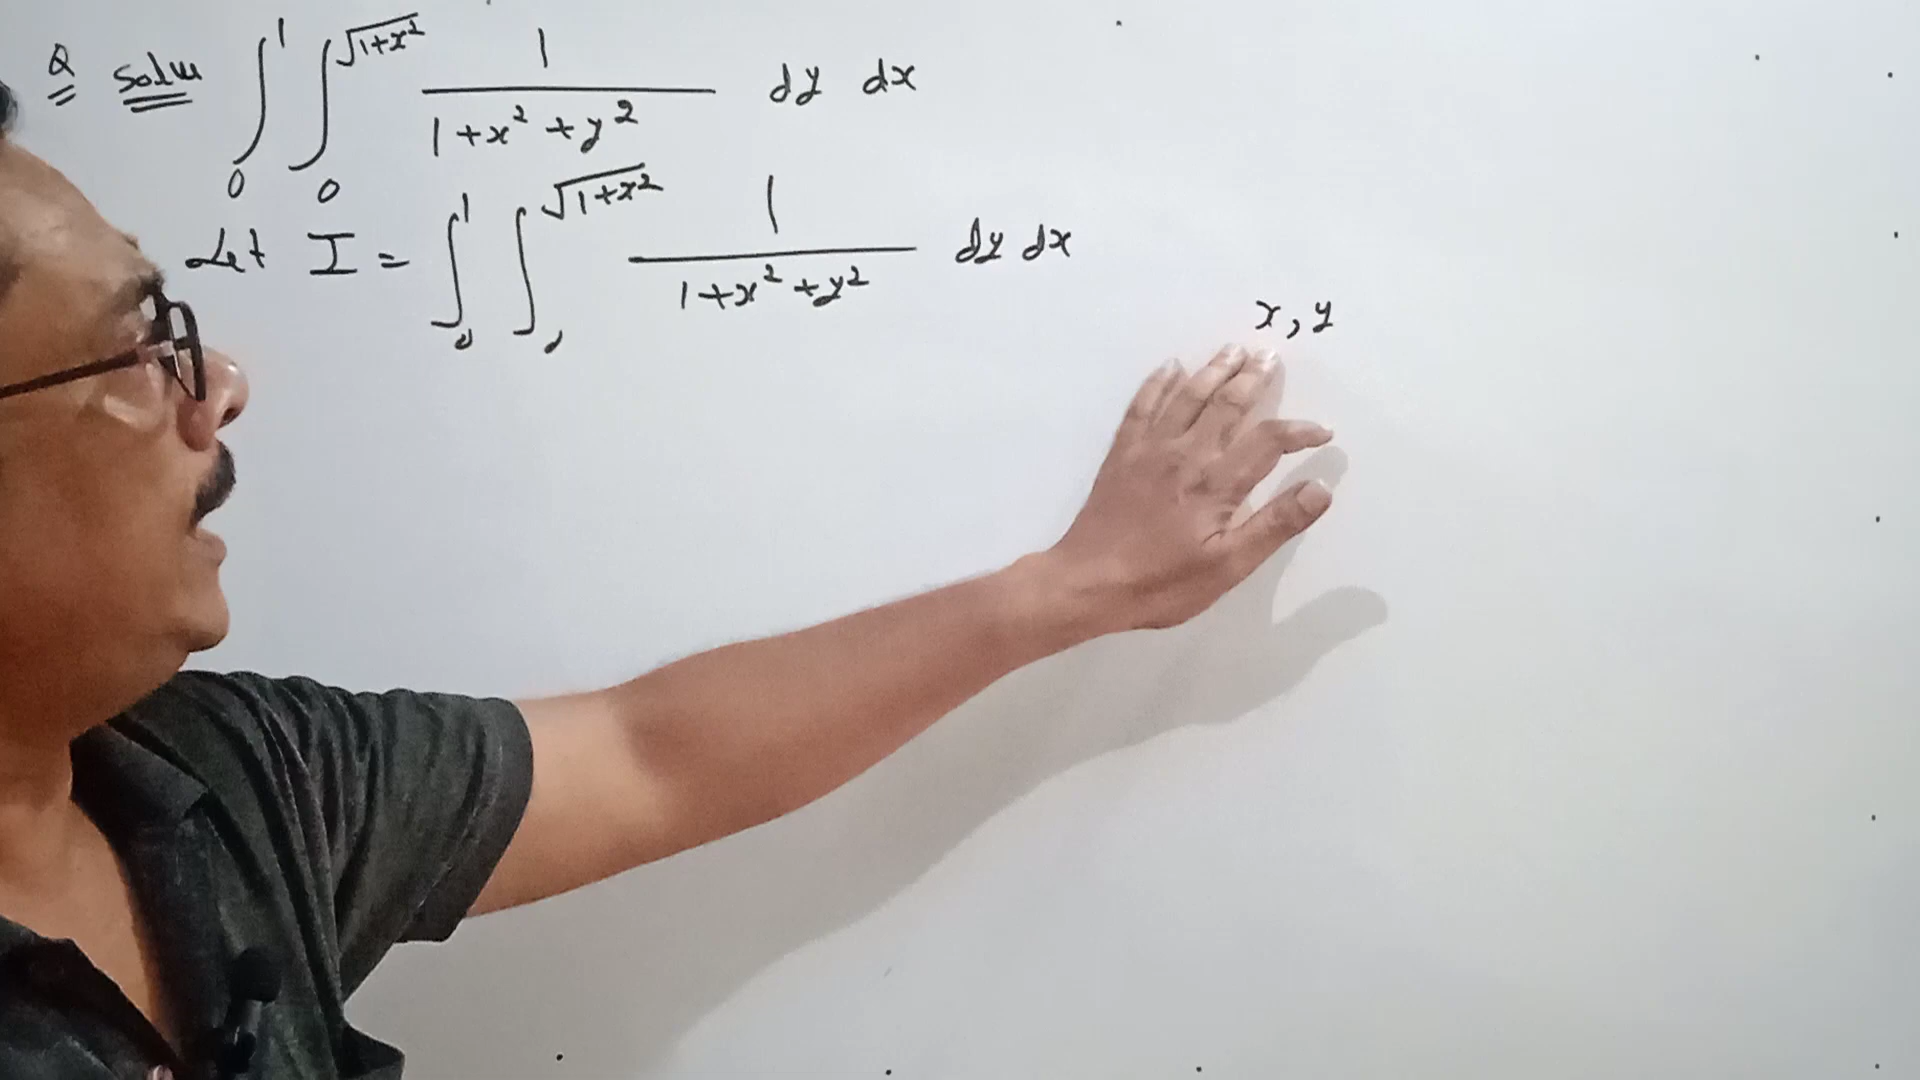 Q Solve ∫₀¹ ∫₀^√(1+x²) 1/(1+x²+y²) dy dx
Let I = ∫₀¹ ∫₀^√(1+x²) 1/(1+x²+y²) dy dx
x, y